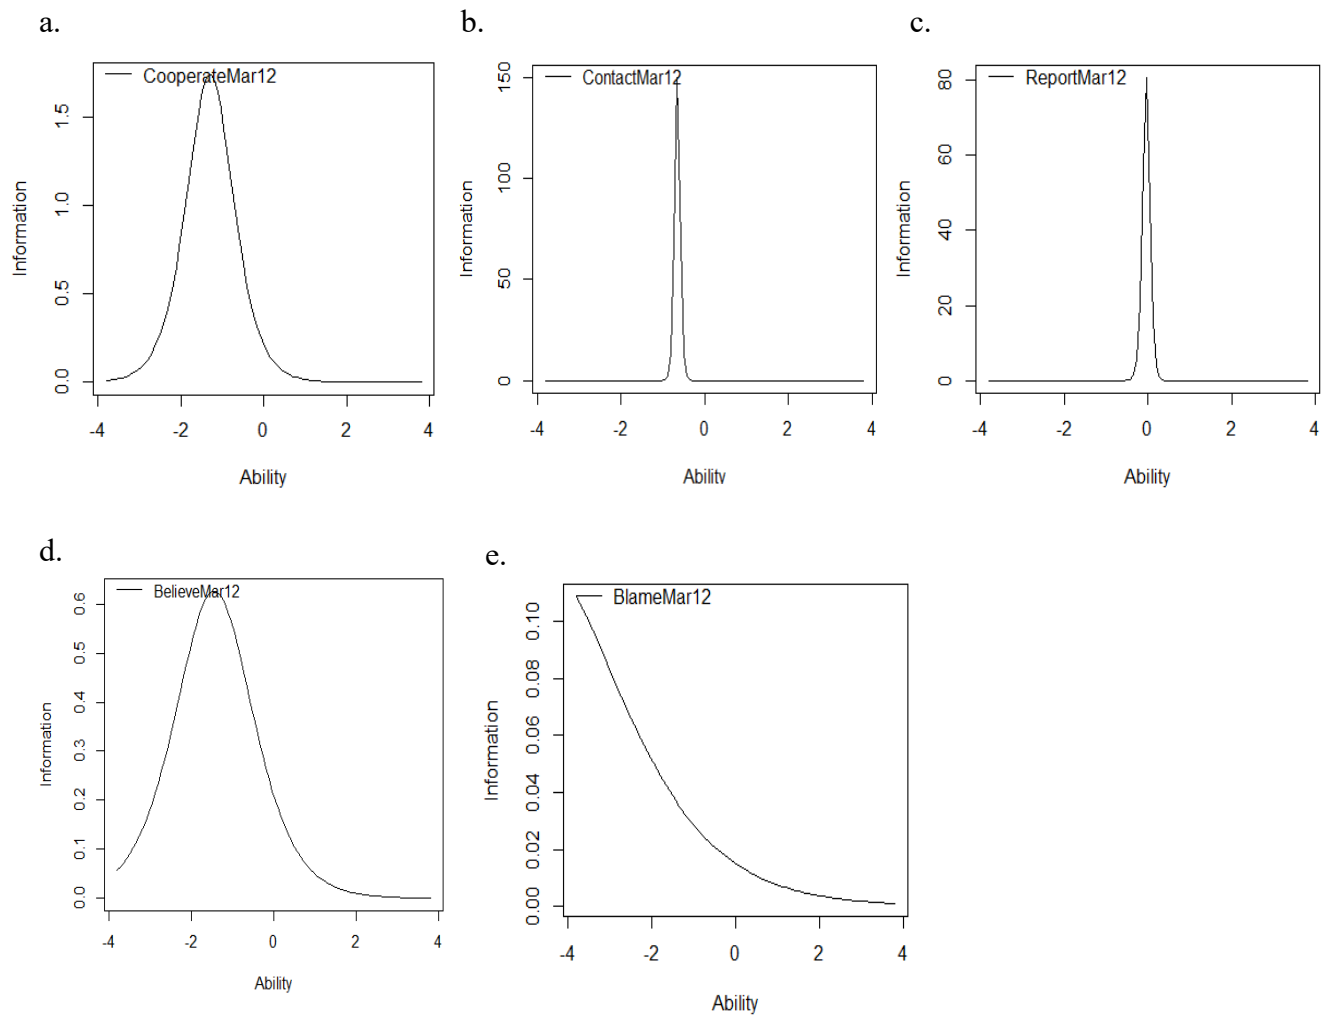 a.
CooperateMar12
Information
0.0 0.5 1.0 1.5
-4 -2 0 2 4
Ability
b.
ContactMar12
Information
0 50 100 150
-4 -2 0 2 4
Ability
c.
ReportMar12
Information
0 20 40 60 80
-4 -2 0 2 4
Ability
d.
BelieveMar12
Information
0.0 0.1 0.2 0.3 0.4 0.5 0.6
-4 -2 0 2 4
Ability
e.
BlameMar12
Information
0.00 0.02 0.04 0.06 0.08 0.10
-4 -2 0 2 4
Ability